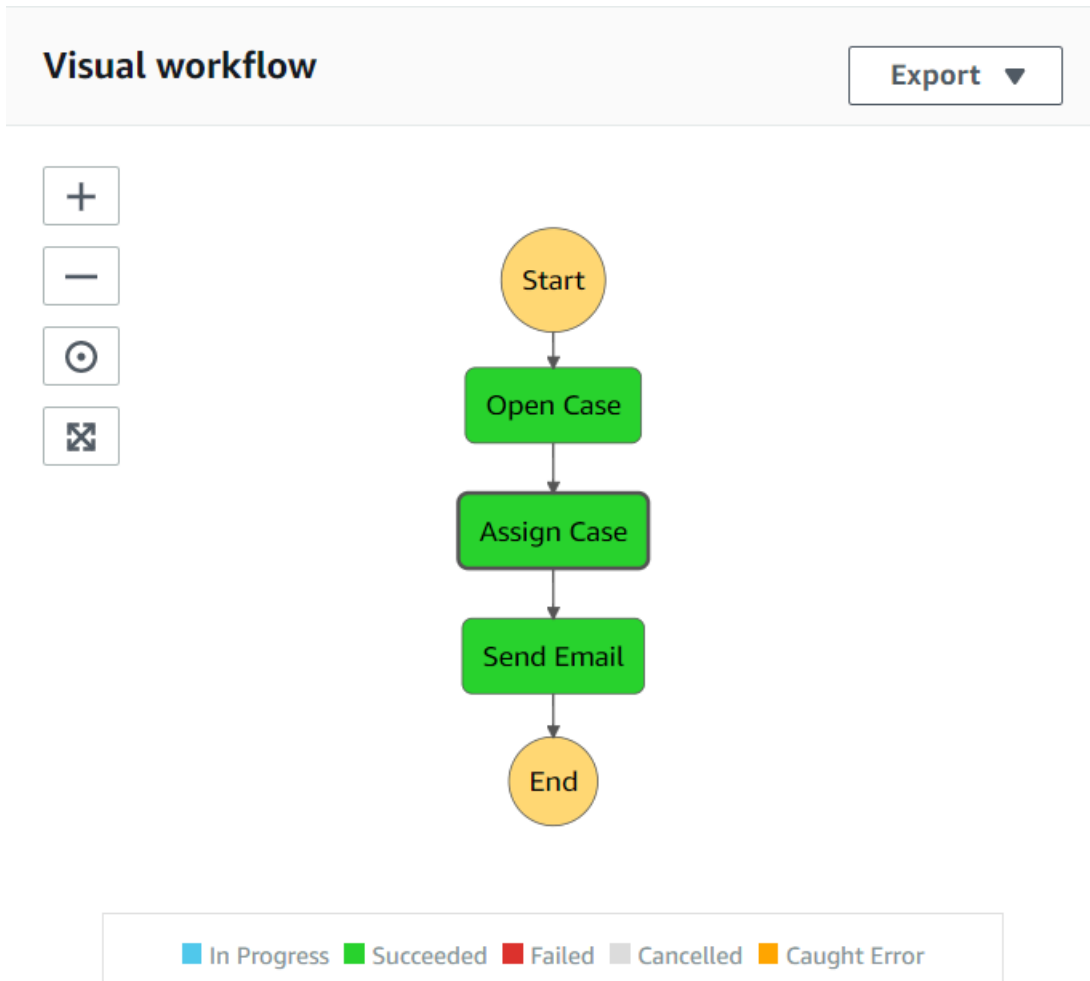 Visual workflow
Export
Start
Open Case
Assign Case
Send Email
End
In Progress Succeeded Failed Cancelled Caught Error